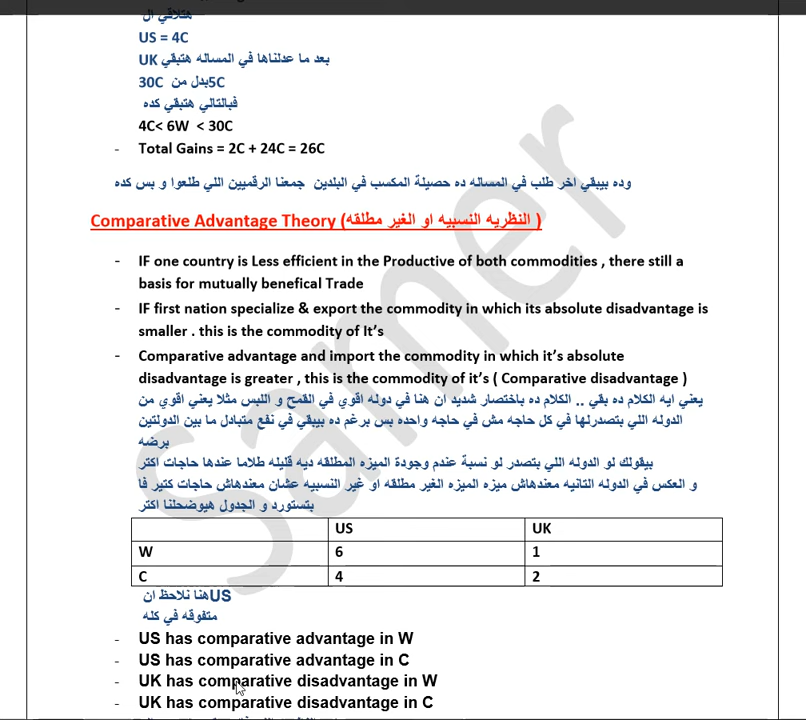 هتلاقي ال
US = 4C
بعد ما عدلناها في المساله هتبقي UK
30C بدل من 5C
فبالتالي هتبقي كده
4C< 6W < 30C
- Total Gains = 2C + 24C = 26C
وده بيبقي اخر طلب في المساله ده حصيلة المكسب في البلدين جمعنا الرقميين اللي طلعوا و بس كده
Comparative Advantage Theory (النظريه النسبيه او الغير مطلقه )
- IF one country is Less efficient in the Productive of both commodities , there still a
basis for mutually benefical Trade
- IF first nation specialize & export the commodity in which its absolute disadvantage is
smaller . this is the commodity of It's
- Comparative advantage and import the commodity in which it's absolute
disadvantage is greater , this is the commodity of it's ( Comparative disadvantage )
يعني ايه الكلام ده بقي .. الكلام ده باختصار شديد ان هنا في دوله اقوي في القمح و اللبس مثلا يعني اقوي من
الدوله اللي بتصدرلها في كل حاجه مش في حاجه واحده بس برغم ده بيبقي في نفع متبادل ما بين الدولتين
برضه
بيقولك لو الدوله اللي بتصدر لو نسبة عندم وجودة الميزه المطلقه ديه قليله طلاما عندها حاجات اكتر
و العكس في الدوله التانيه معندهاش ميزه الميزه الغير مطلقه او غير النسبيه عشان معندهاش حاجات كتير فا
بتستورد و الجدول هيوضحلنا اكتر
US UK
W 6 1
C 4 2
هنا نلاحظ ان US
متفوقه في كله
- US has comparative advantage in W
- US has comparative advantage in C
- UK has comparative disadvantage in W
- UK has comparative disadvantage in C
Samer